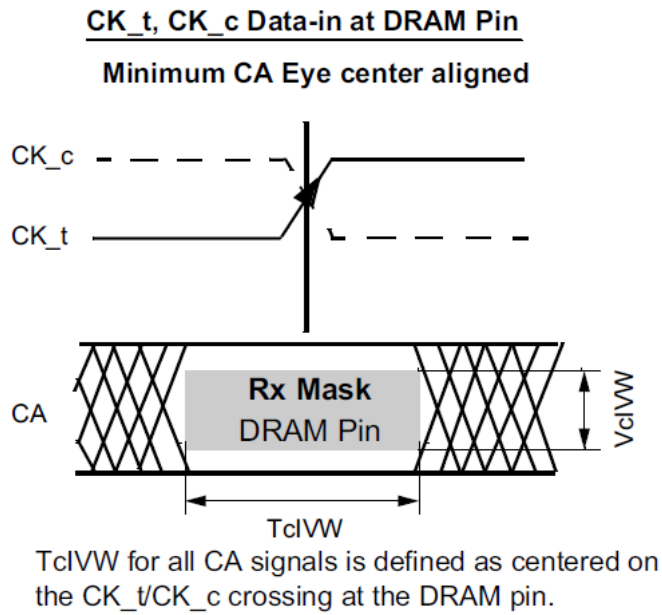 CK_t, CK_c Data-in at DRAM Pin
Minimum CA Eye center aligned
CK_c
CK_t
CA
Rx Mask
DRAM Pin
VcIVW
TcIVW
TcIVW for all CA signals is defined as centered on
the CK_t/CK_c crossing at the DRAM pin.